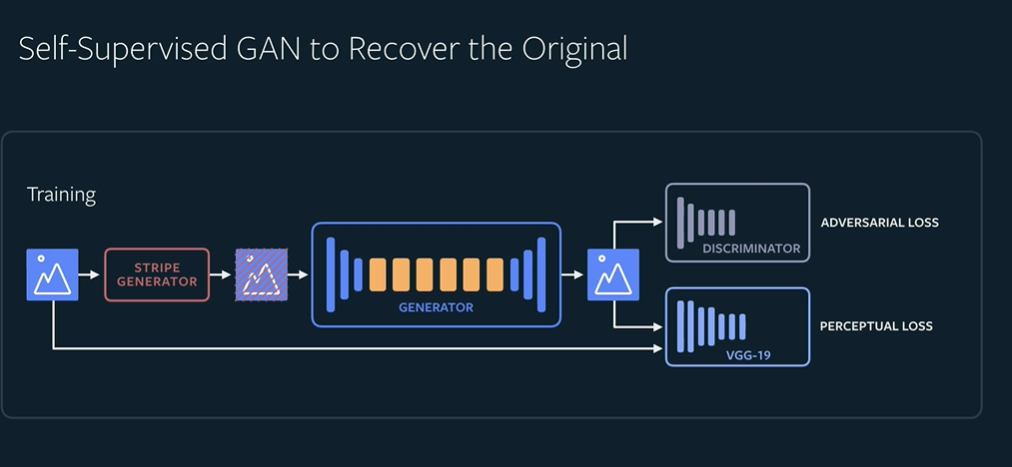 Self-Supervised GAN to Recover the Original
Training
STRIPE
GENERATOR
GENERATOR
DISCRIMINATOR
ADVERSARIAL LOSS
VGG-19
PERCEPTUAL LOSS